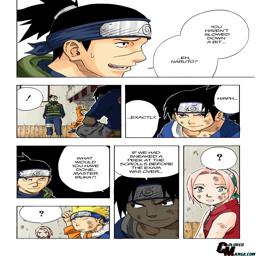 YOU
HAVEN'T
SLOWED
DOWN
A BIT...
...EH,
NARUTO?
!
...
HMPH...
...EXACTLY.
WHAT
WOULD YOU
HAVE DONE,
MASTER
IRUKA?!
IF WE HAD
SNEAKED A
PEEK AT THE
SCROLLS BEFORE
THE EXAM
WAS OVER...
?
?
COLORED
MANGA.COM